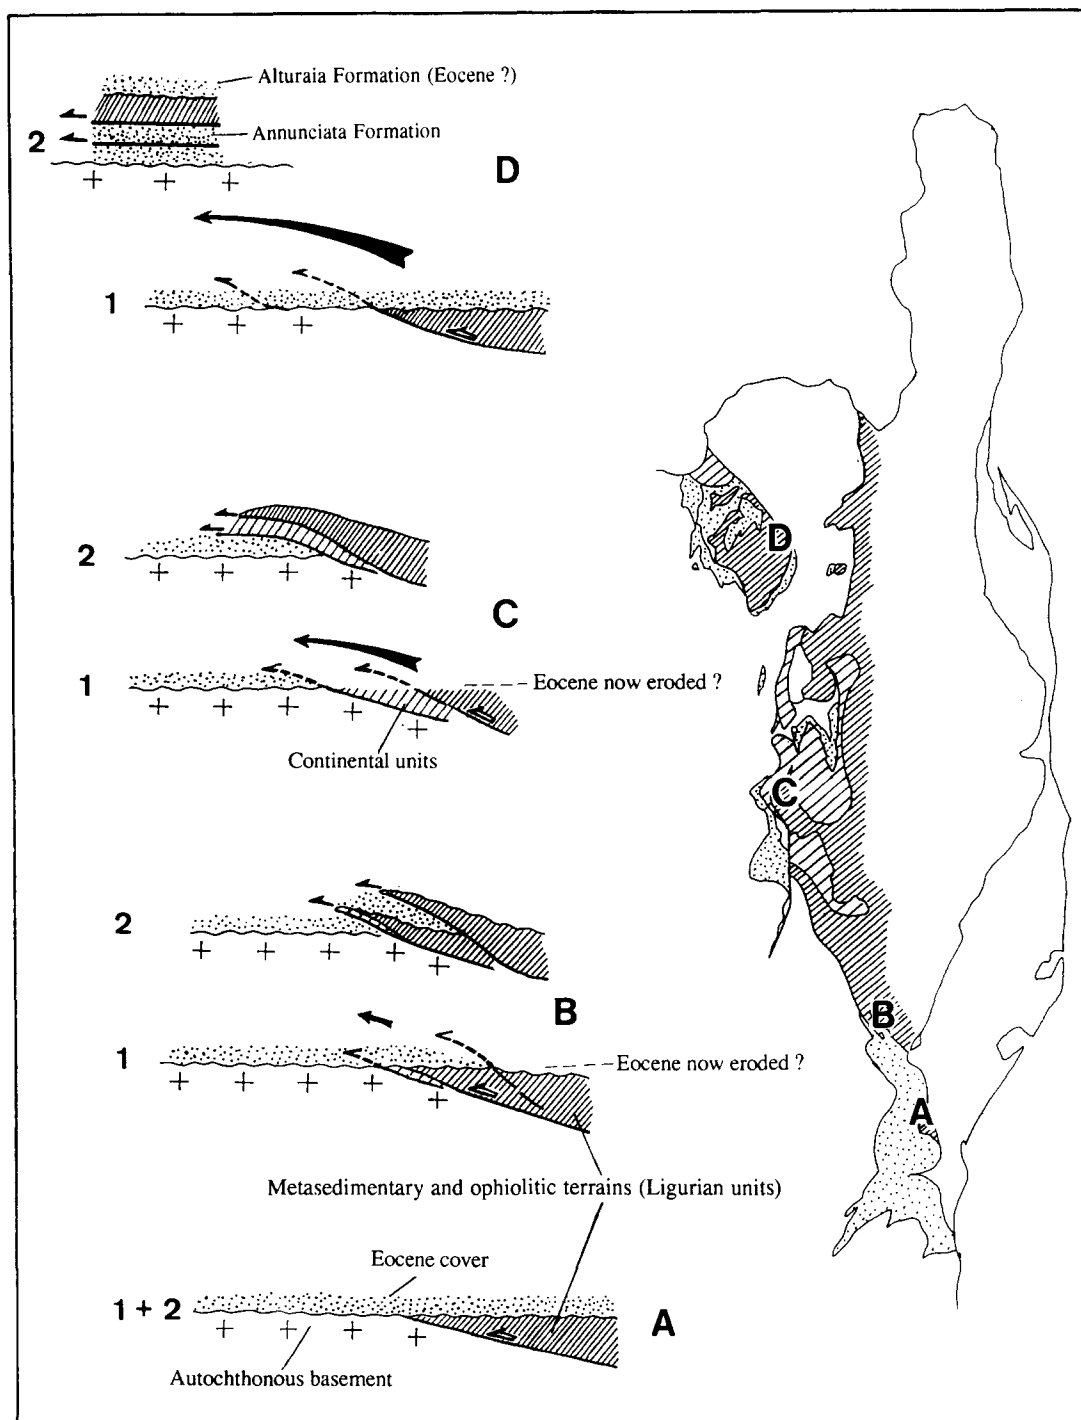 Alturaia Formation (Eocene ?)
Annunciata Formation
2
D
1
D
2
C
1
Eocene now eroded ?
Continental units
C
2
B
1
Eocene now eroded ?
B
A
Metasedimentary and ophiolitic terrains (Ligurian units)
Eocene cover
1 + 2
A
Autochthonous basement